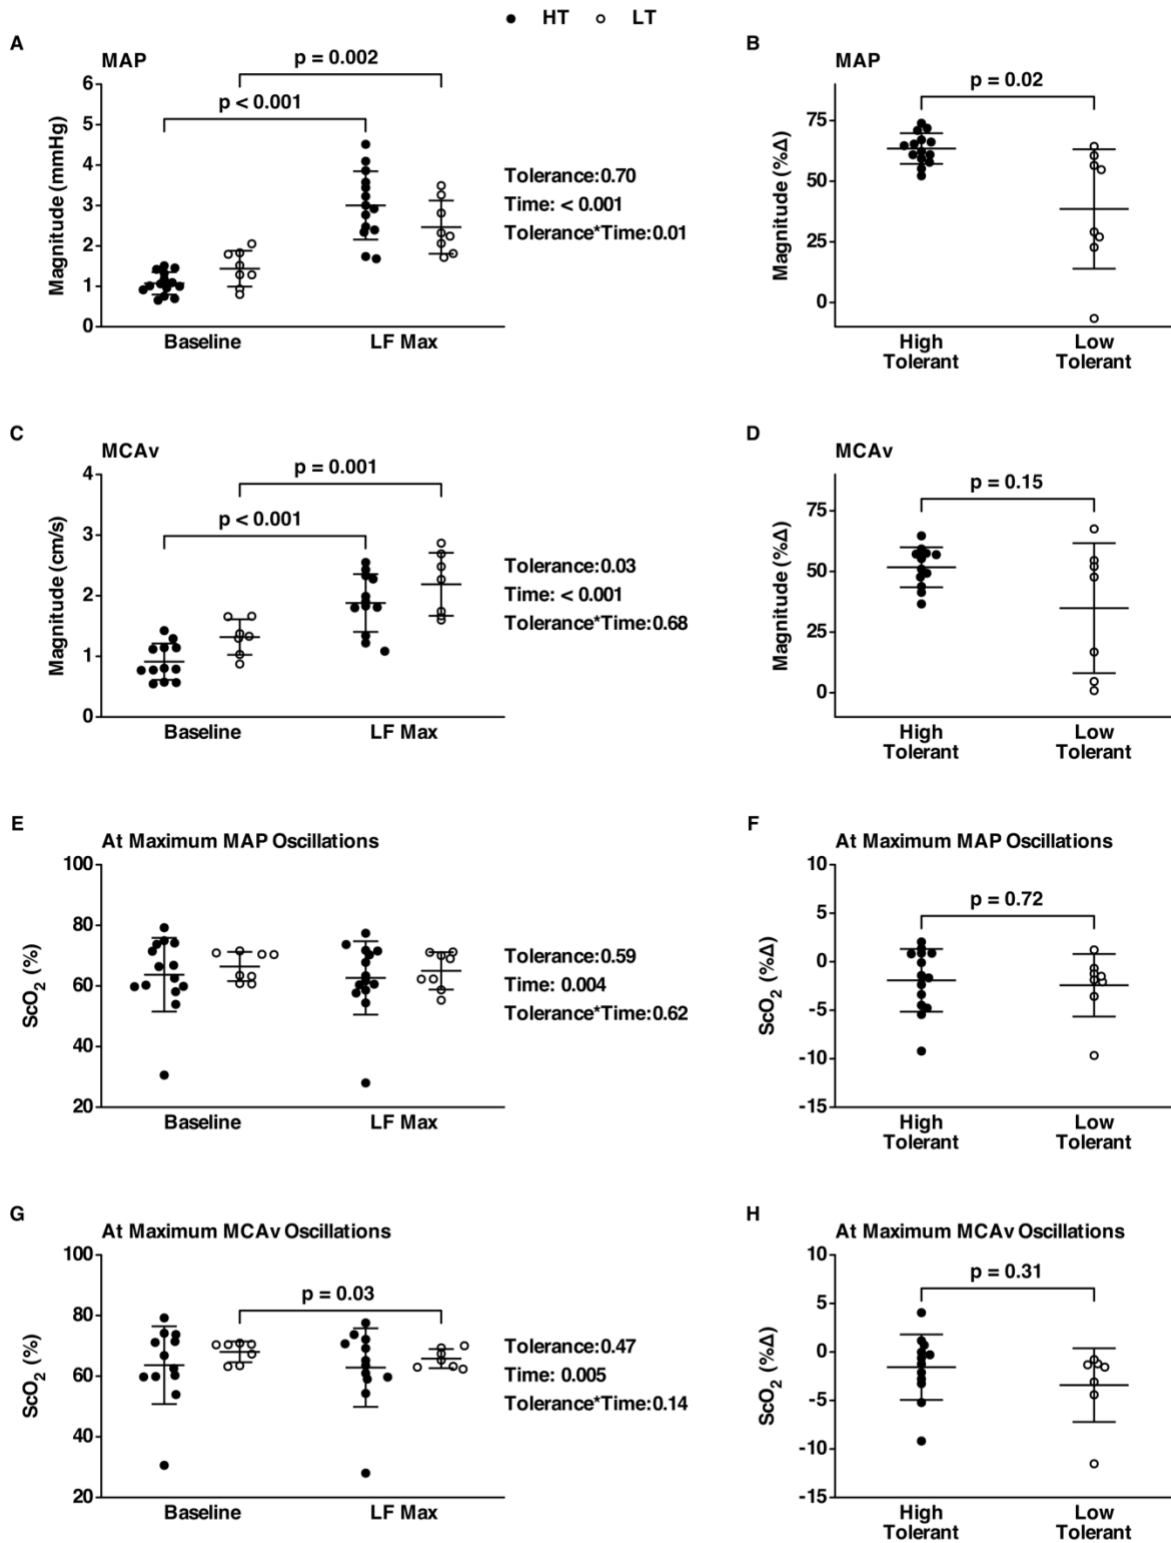 HT LT
A
MAP
p = 0.002
p < 0.001
6
5
4
3
2
1
0
Magnitude (mmHg)
Baseline
LF Max
Tolerance:0.70
Time: < 0.001
Tolerance*Time:0.01
B
MAP
p = 0.02
75
50
25
0
Magnitude (%Δ)
High
Tolerant
Low
Tolerant
C
MCAv
p = 0.001
p < 0.001
4
3
2
1
0
Magnitude (cm/s)
Baseline
LF Max
Tolerance:0.03
Time: < 0.001
Tolerance*Time:0.68
D
MCAv
p = 0.15
75
50
25
0
Magnitude (%Δ)
High
Tolerant
Low
Tolerant
E
At Maximum MAP Oscillations
100
80
60
40
20
ScO2 (%)
Baseline
LF Max
Tolerance:0.59
Time: 0.004
Tolerance*Time:0.62
F
At Maximum MAP Oscillations
p = 0.72
10
5
0
-5
-10
-15
ScO2 (%Δ)
High
Tolerant
Low
Tolerant
G
At Maximum MCAv Oscillations
p = 0.03
100
80
60
40
20
ScO2 (%)
Baseline
LF Max
Tolerance:0.47
Time: 0.005
Tolerance*Time:0.14
H
At Maximum MCAv Oscillations
p = 0.31
10
5
0
-5
-10
-15
ScO2 (%Δ)
High
Tolerant
Low
Tolerant